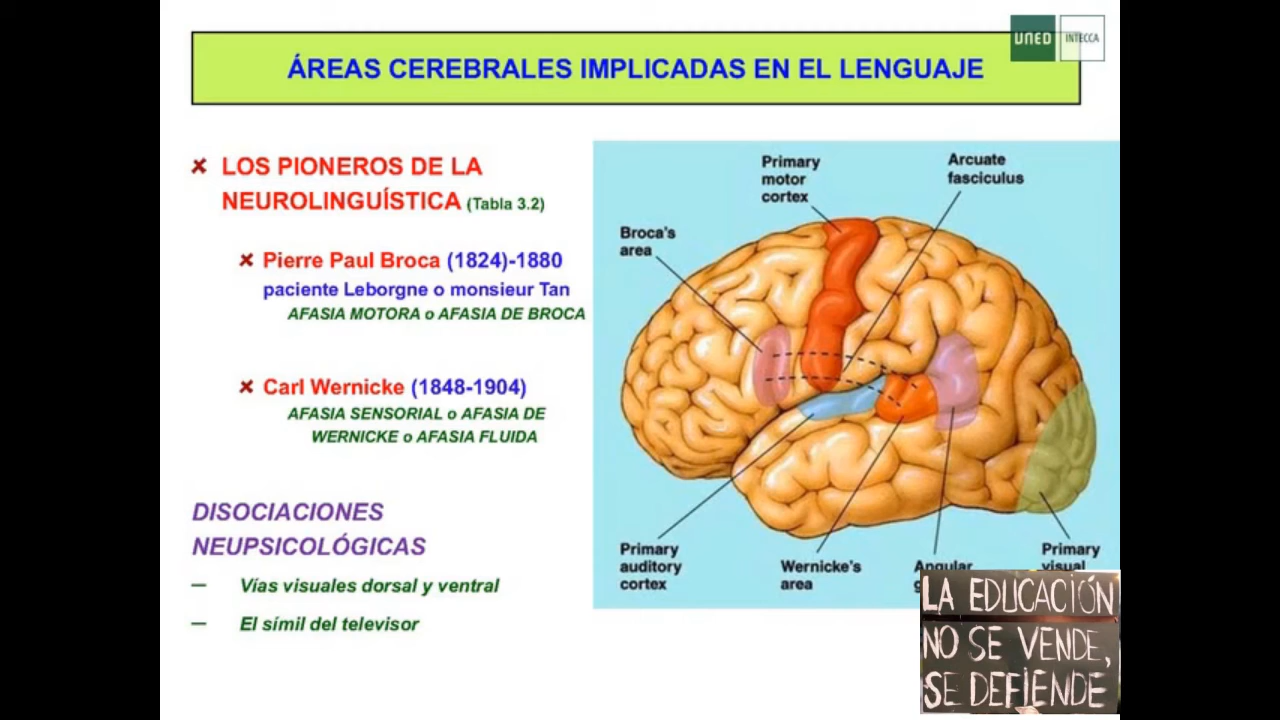 UNED
INTECCA
ÁREAS CEREBRALES IMPLICADAS EN EL LENGUAJE
LOS PIONEROS DE LA
NEUROLINGUÍSTICA (Tabla 3.2)
Pierre Paul Broca (1824)-1880
paciente Leborgne o monsieur Tan
AFASIA MOTORA o AFASIA DE BROCA
Carl Wernicke (1848-1904)
AFASIA SENSORIAL o AFASIA DE
WERNICKE o AFASIA FLUIDA
DISOCIACIONES
NEUPSICOLÓGICAS
– Vías visuales dorsal y ventral
– El símil del televisor
Primary
motor
cortex
Arcuate
fasciculus
Broca's
area
Primary
auditory
cortex
Wernicke's
area
Angular
Primary
visual
LA EDUCACIÓN
NO SE VENDE,
SE DEFIENDE